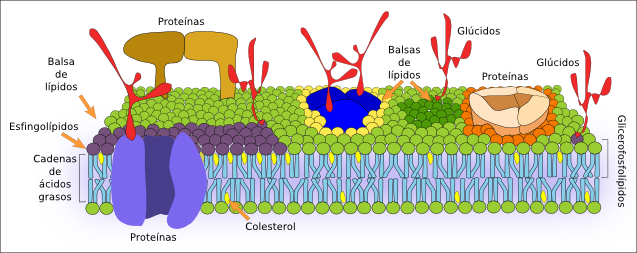 Proteínas
Glúcidos
Balsas de
lípidos
Balsa
de
lípidos
Glúcidos
Proteínas
Esfingolípidos
Glicerofosfolípidos
Cadenas
de
ácidos
grasos
Colesterol
Proteínas